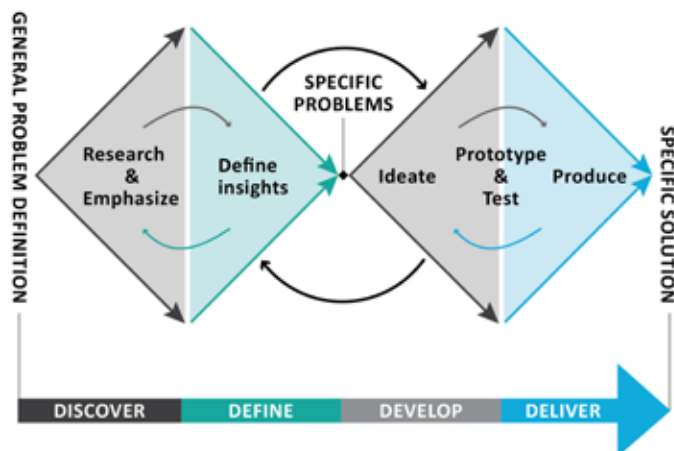 GENERAL PROBLEM DEFINITION
Research
&
Emphasize
Define
insights
SPECIFIC
PROBLEMS
Ideate
Prototype
&
Test
Produce
SPECIFIC SOLUTION
DISCOVER
DEFINE
DEVELOP
DELIVER